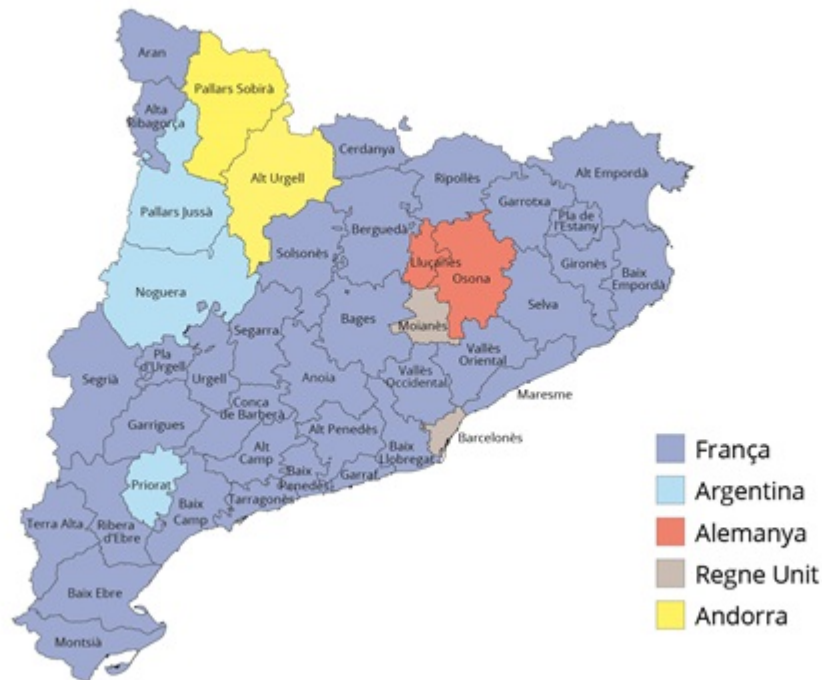 Aran
Pallars Sobirà
Alta
Ribagorça
Cerdanya
Alt Urgell
Ripollès
Alt Empordà
Garrotxa
Pallars Jussà
Pla de
l'Estany
Berguedà
Solsonès
Lluçanès
Osona
Gironès
Baix
Empordà
Noguera
Selva
Bages
Moianès
Segarra
Vallès
Oriental
Pla
d'Urgell
Segrià
Urgell
Anoia
Vallès
Occidental
Maresme
Conca
de Barberà
Garrigues
Alt Penedès
Barcelonès
Alt
Camp
Baix
Llobregat
Priorat
Baix
Penedès
Garraf
Tarragonès
Baix
Camp
Terra Alta
Ribera
d'Ebre
Baix Ebre
Montsià
França
Argentina
Alemanya
Regne Unit
Andorra